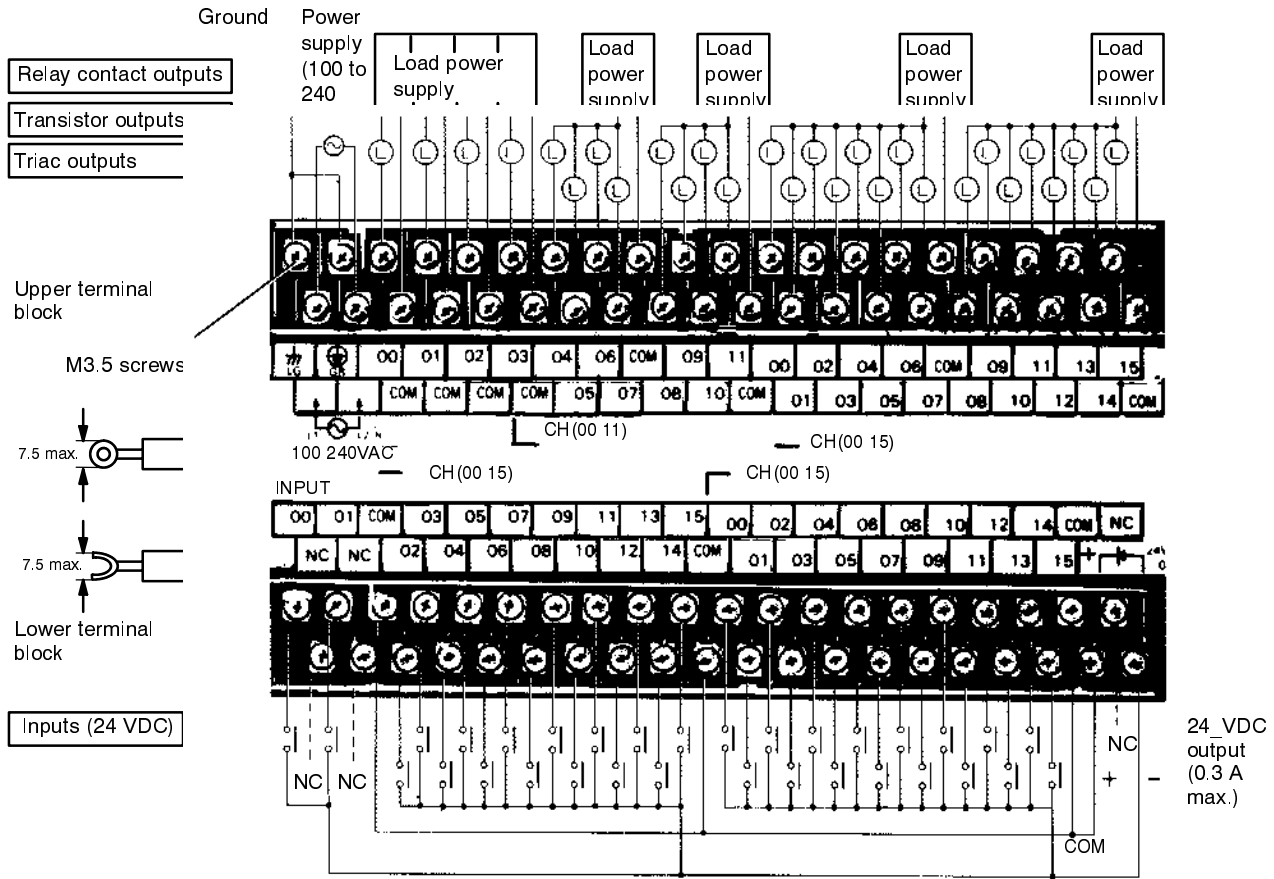 Ground
Power
supply
(100 to
240
Relay contact outputs
Transistor outputs
Triac outputs
Load power
supply
Load
power
supply
Load
power
supply
Load
power
supply
Load
power
supply
L L L L L L L L L L L L L L L L L
L L L L L L L L L L L
Upper terminal
block
M3.5 screws
LG GR 00 01 02 03 04 06 COM 09 11 00 02 04 06 COM 09 11 13 15
COM COM COM COM 05 07 08 10 COM 01 03 05 07 08 10 12 14 COM
100 240VAC
CH(00 11)
CH(00 15)
CH(00 15)
CH(00 15)
7.5 max.
INPUT
00 01 COM 03 05 07 09 11 13 15 00 02 04 06 08 10 12 14 COM NC
NC NC 02 04 06 08 10 12 14 COM 01 03 05 07 09 11 13 15 + -
7.5 max.
Lower terminal
block
Inputs (24 VDC)
NC NC
NC
+ −
COM
24_VDC
output
(0.3 A
max.)